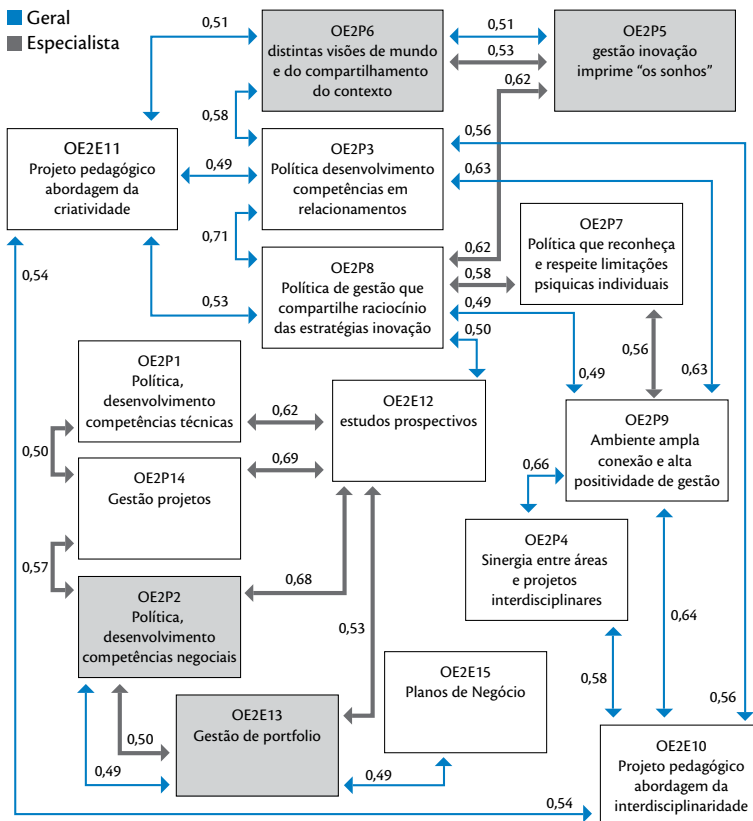 Geral
Especialista
0,51
OE2P6
distintas visões de mundo
e do compartilhamento
do contexto
0,51
0,53
OE2P5
gestão inovação
imprime “os sonhos”
0,62
0,58
OE2E11
Projeto pedagógico
abordagem da
criatividade
0,49
OE2P3
Política desenvolvimento
competências em
relacionamentos
0,56
0,63
0,71
0,54
0,53
OE2P8
Política de gestão que
compartilhe raciocínio
das estratégias inovação
0,62
0,58
0,49
0,50
OE2P7
Política que reconheça
e respeite limitações
psiquicas individuais
0,56
0,49
0,63
OE2P1
Política,
desenvolvimento
competências técnicas
0,62
OE2E12
estudos prospectivos
0,50
OE2P14
Gestão projetos
0,69
OE2P9
Ambiente ampla
conexão e alta
positividade de gestão
0,66
OE2P4
Sinergia entre áreas
e projetos
interdisciplinares
0,57
OE2P2
Política,
desenvolvimento
competências negociais
0,68
0,53
0,64
0,58
0,56
OE2E15
Planos de Negócio
OE2E13
Gestão de portfolio
0,50
0,49
0,49
OE2E10
Projeto pedagógico
abordagem da
interdisciplinaridade
0,54